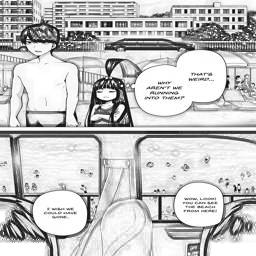 THAT'S
WEIRD...
WHY
AREN'T WE
RUNNING
INTO THEM?
WOW, LOOK!
YOU CAN SEE
THE BEACH
FROM HERE!
I WISH WE
COULD HAVE
GONE.